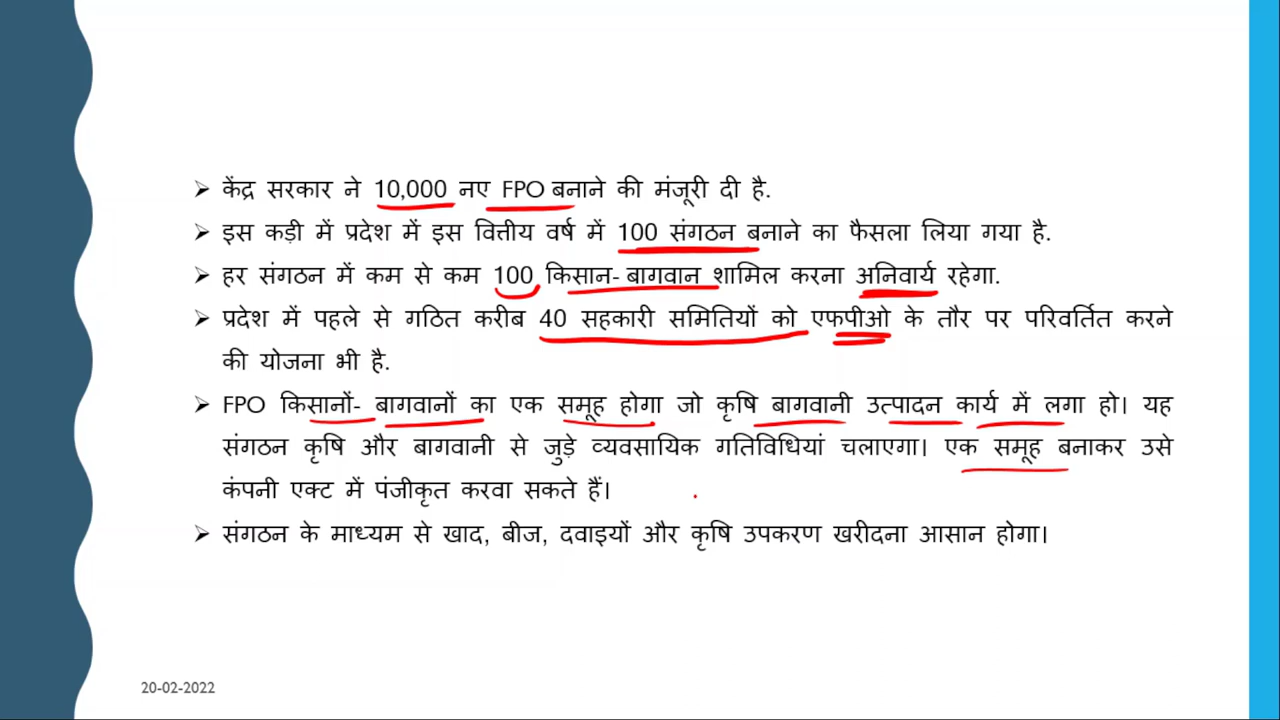 ➢ केंद्र सरकार ने 10,000 नए FPO बनाने की मंजूरी दी है.
➢ इस कड़ी में प्रदेश में इस वित्तीय वर्ष में 100 संगठन बनाने का फैसला लिया गया है.
➢ हर संगठन में कम से कम 100 किसान- बागवान शामिल करना अनिवार्य रहेगा.
➢ प्रदेश में पहले से गठित करीब 40 सहकारी समितियों को एफपीओ के तौर पर परिवर्तित करने
की योजना भी है.
➢ FPO किसानों- बागवानों का एक समूह होगा जो कृषि बागवानी उत्पादन कार्य में लगा हो। यह
संगठन कृषि और बागवानी से जुड़े व्यवसायिक गतिविधियां चलाएगा। एक समूह बनाकर उसे
कंपनी एक्ट में पंजीकृत करवा सकते हैं।
➢ संगठन के माध्यम से खाद, बीज, दवाइयों और कृषि उपकरण खरीदना आसान होगा।
20-02-2022